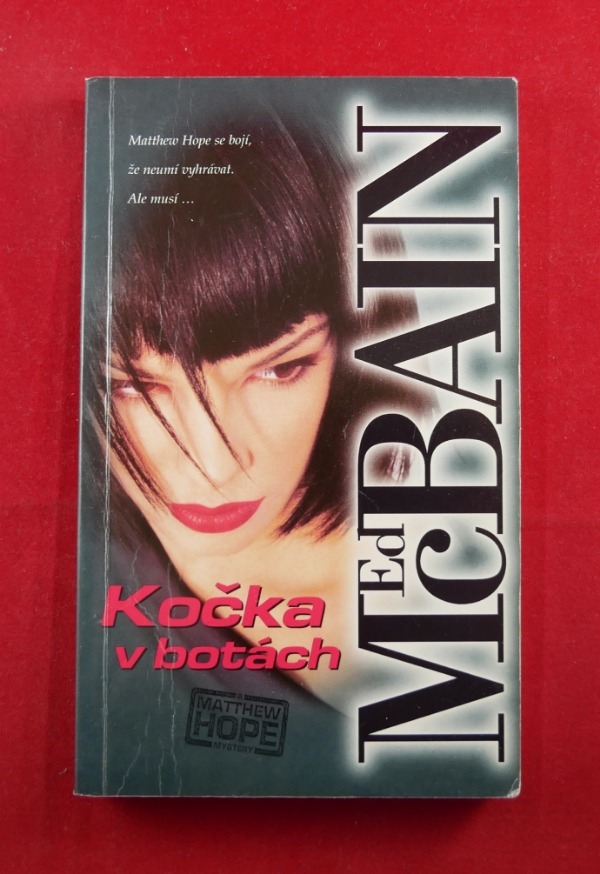 Matthew Hope se bojí,
že neumí vyhrávat.
Ale musí ...
Ed
McBAIN
Kočka
v botách
A
MATTHEW
HOPE
MYSTERY